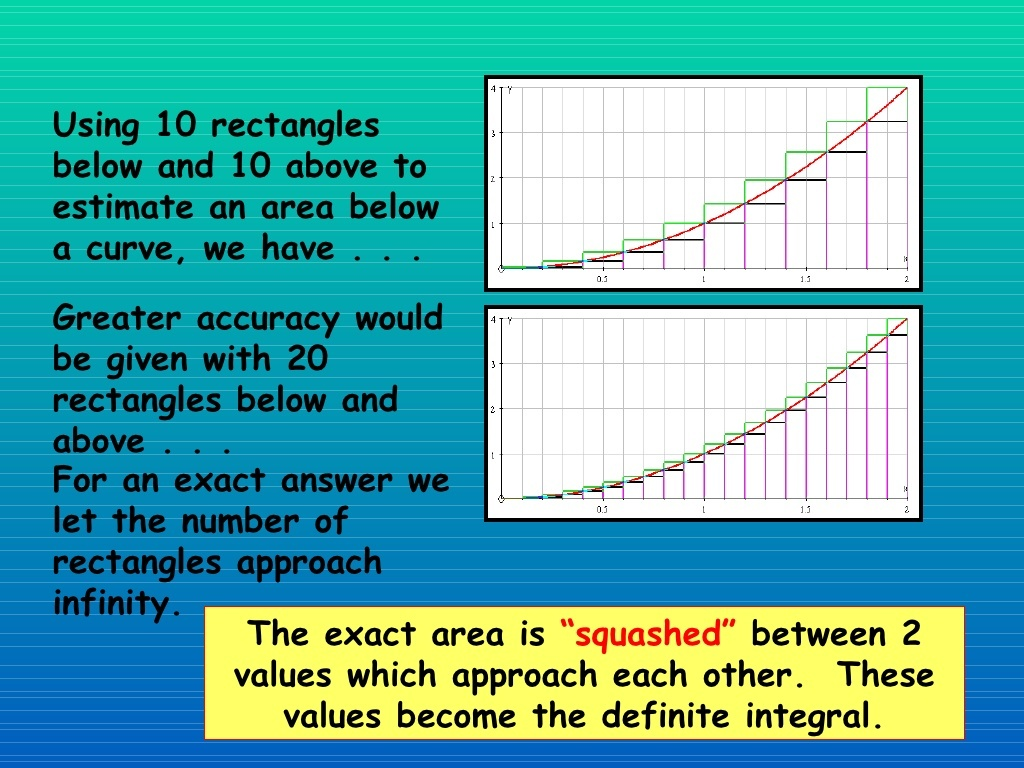 Using 10 rectangles
below and 10 above to
estimate an area below
a curve, we have . . .
4 y
3
2
1
0.5 1 1.5 2
x
Greater accuracy would
be given with 20
rectangles below and
above . . .
4 y
3
2
1
0.5 1 1.5 2
x
For an exact answer we
let the number of
rectangles approach
infinity.
The exact area is “squashed” between 2
values which approach each other. These
values become the definite integral.